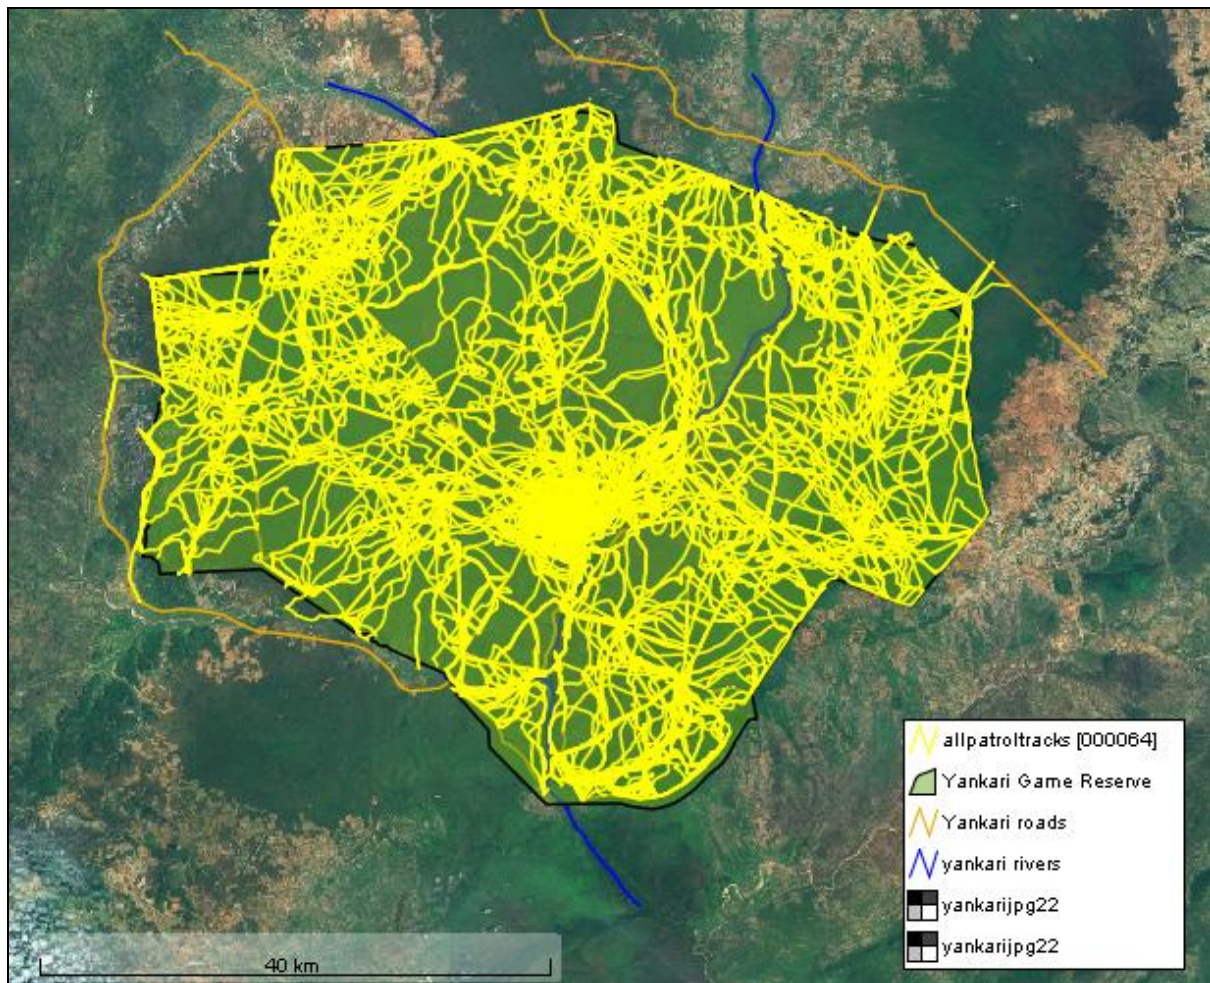 allpatroltracks [000064]
Yankari Game Reserve
Yankari roads
yankari rivers
yankarijpg22
yankarijpg22
40 km